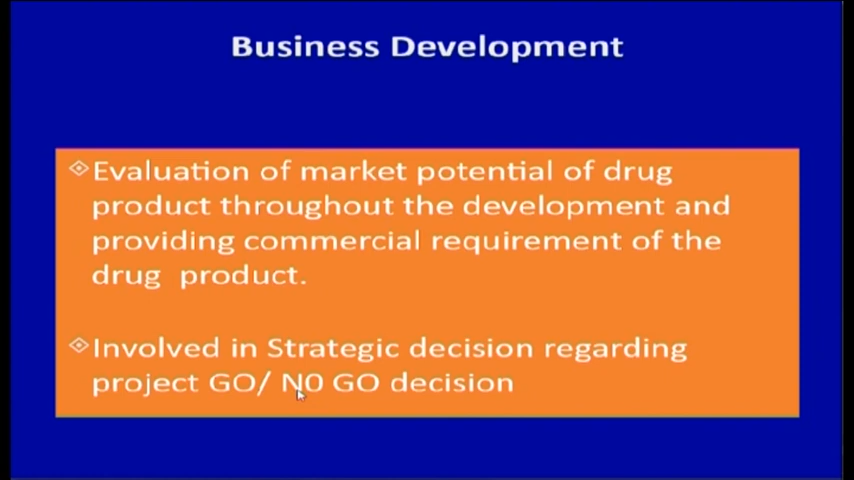 Business Development
Evaluation of market potential of drug
product throughout the development and
providing commercial requirement of the
drug product.
Involved in Strategic decision regarding
project GO/ N0 GO decision